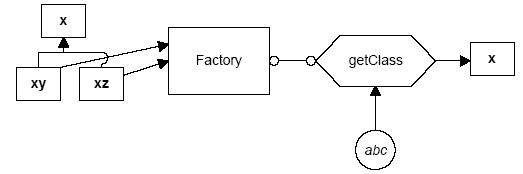 x
xy
xz
Factory
getClass
x
abc